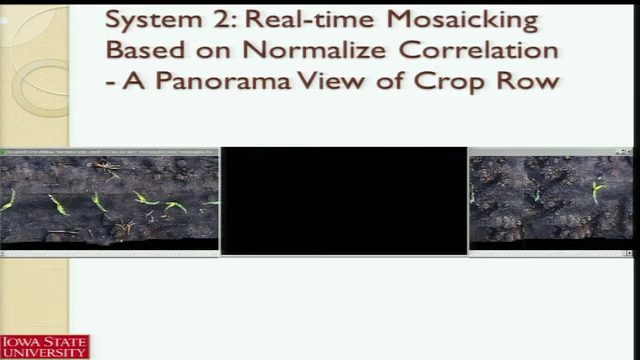 System 2: Real-time Mosaicking
Based on Normalize Correlation
- A Panorama View of Crop Row
IOWA STATE
UNIVERSITY